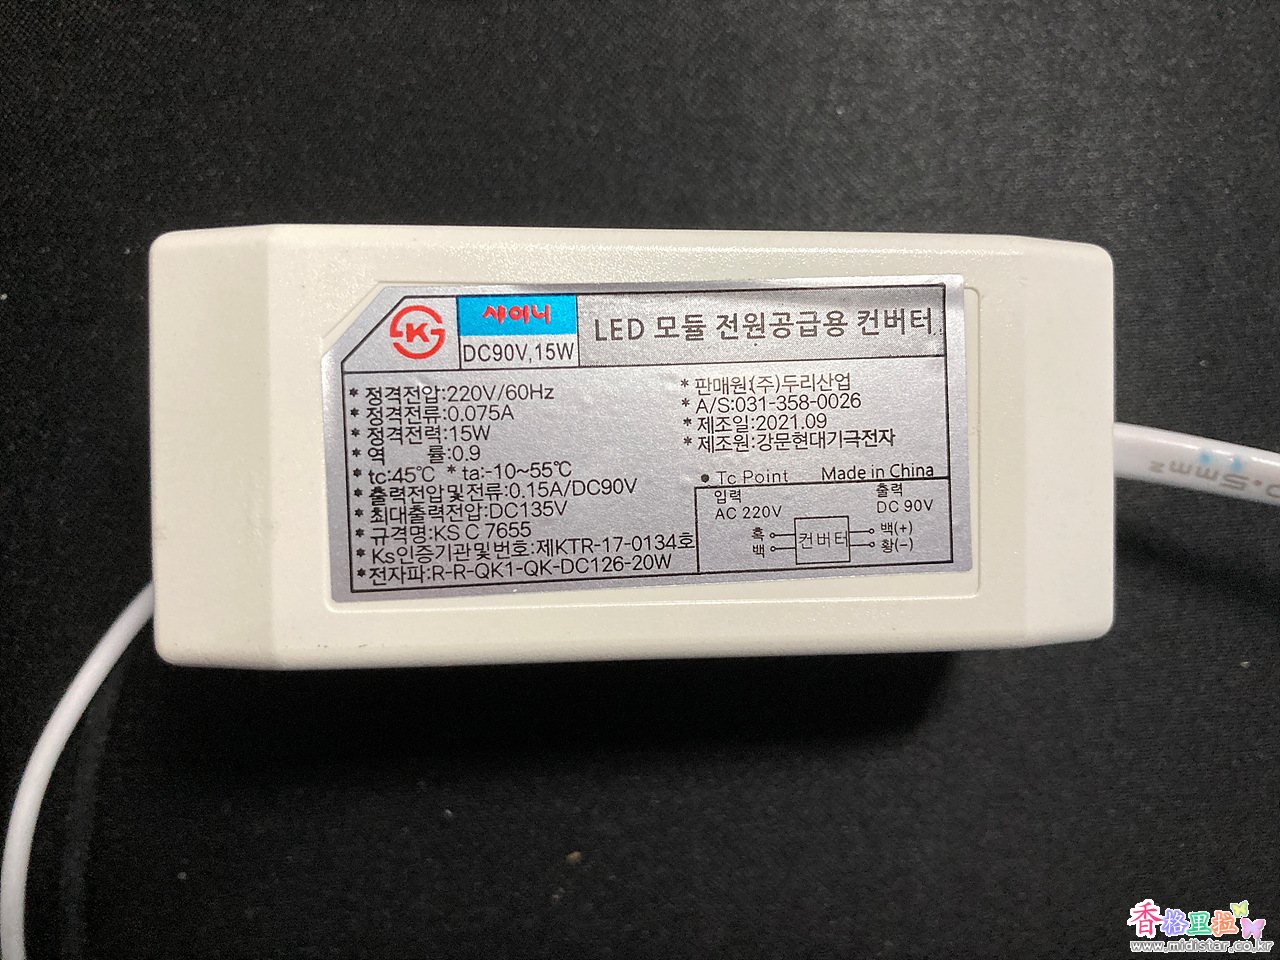 K
샤이니
DC90V,15W
LED 모듈 전원공급용 컨버터
* 정격전압:220V/60Hz
* 정격전류:0.075A
* 정격전력:15W
* 역 률:0.9
* tc:45℃ * ta:-10~55℃
* 출력전압및전류:0.15A/DC90V
* 최대출력전압:DC135V
* 규격명:KS C 7655
* Ks인증기관및번호:제KTR-17-0134호
* 전자파:R-R-QK1-QK-DC126-20W
* 판매원:(주)두리산업
* A/S:031-358-0026
* 제조일:2021.09
* 제조원:강문현대기극전자
● Tc Point Made in China
입력 출력
AC 220V DC 90V
흑 백(+)
컨버터
백 황(-)
香格里拉
www.midistar.co.kr